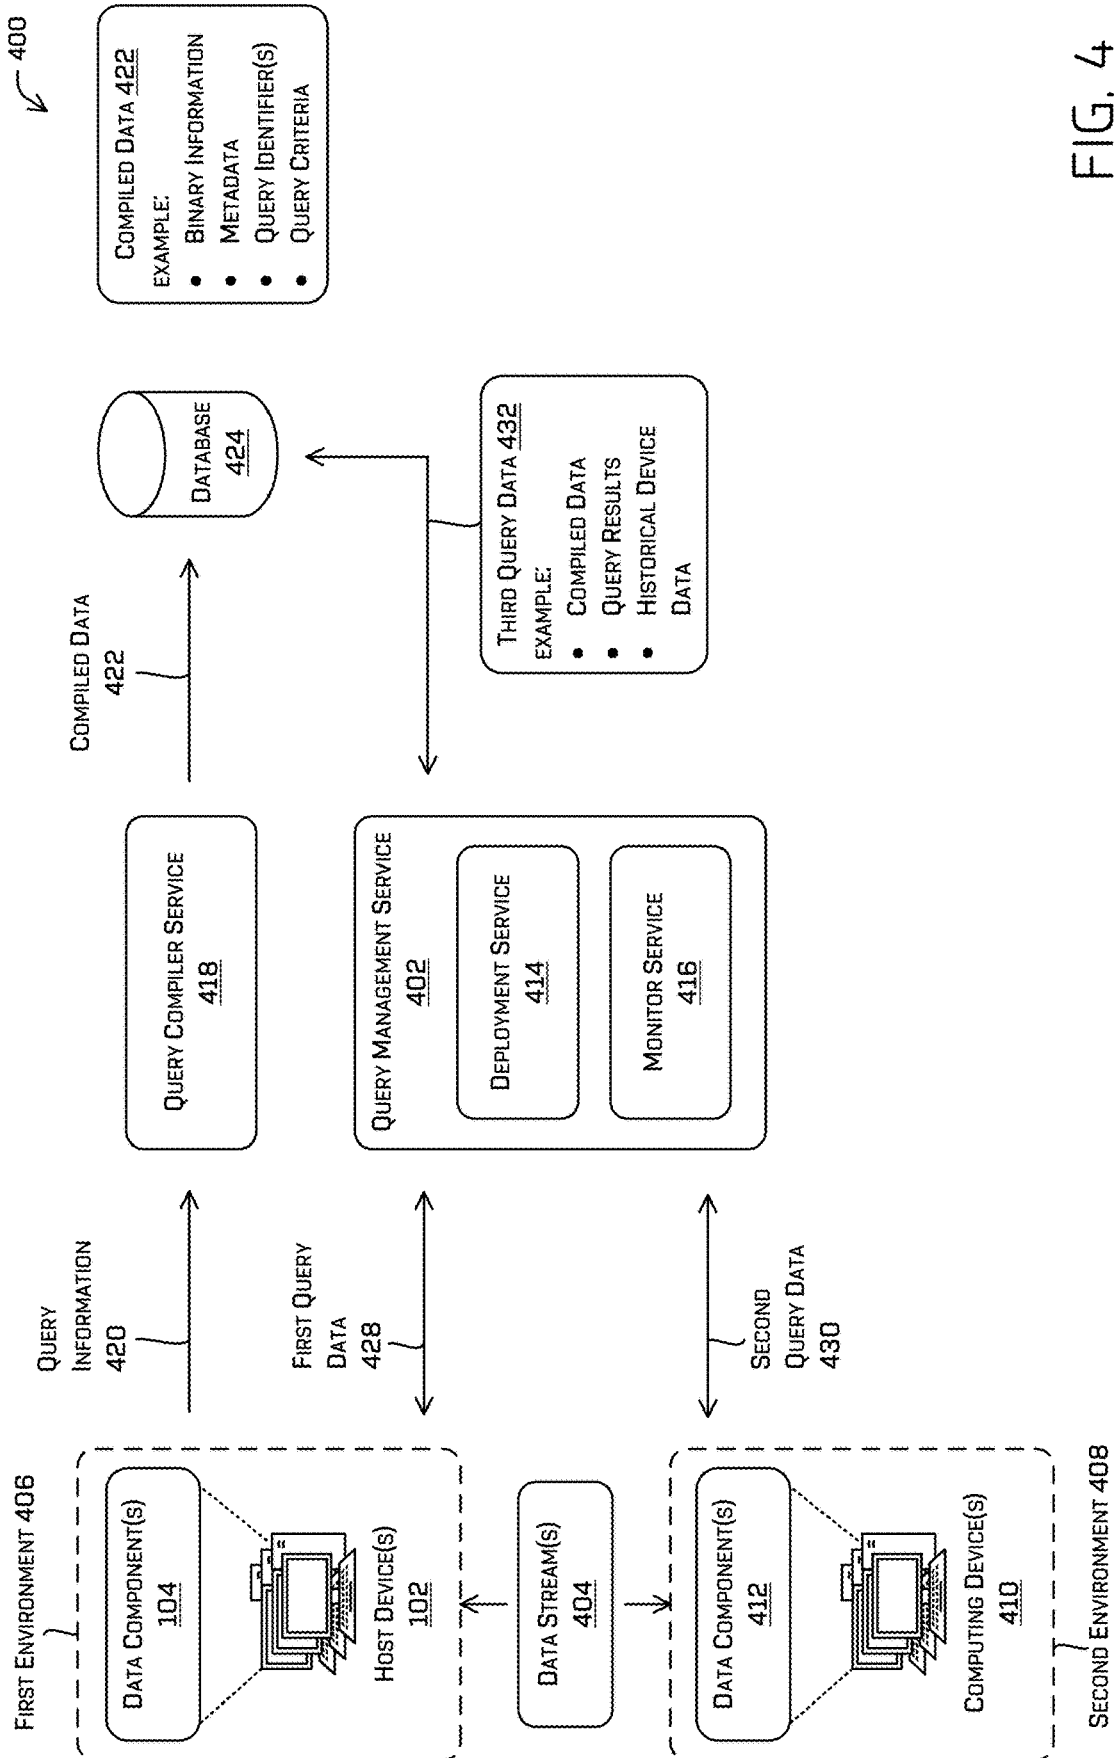 400
FIRST ENVIRONMENT 406
DATA COMPONENT(S)
104
HOST DEVICE(S)
102
DATA STREAM(S)
404
DATA COMPONENT(S)
412
COMPUTING DEVICE(S)
410
SECOND ENVIRONMENT 408
QUERY
INFORMATION
420
FIRST QUERY
DATA
428
SECOND
QUERY DATA
430
QUERY COMPILER SERVICE
418
QUERY MANAGEMENT SERVICE
402
DEPLOYMENT SERVICE
414
MONITOR SERVICE
416
COMPILED DATA
422
DATABASE
424
THIRD QUERY DATA 432
EXAMPLE:
• COMPILED DATA
• QUERY RESULTS
• HISTORICAL DEVICE
DATA
COMPILED DATA 422
EXAMPLE:
• BINARY INFORMATION
• METADATA
• QUERY IDENTIFIER(S)
• QUERY CRITERIA
FIG. 4